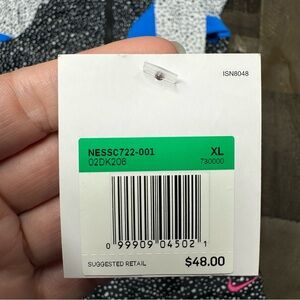 ISN8048
NESSC722-001 XL
02DK206 730000
0 99909 04502 1
SUGGESTED RETAIL $48.00